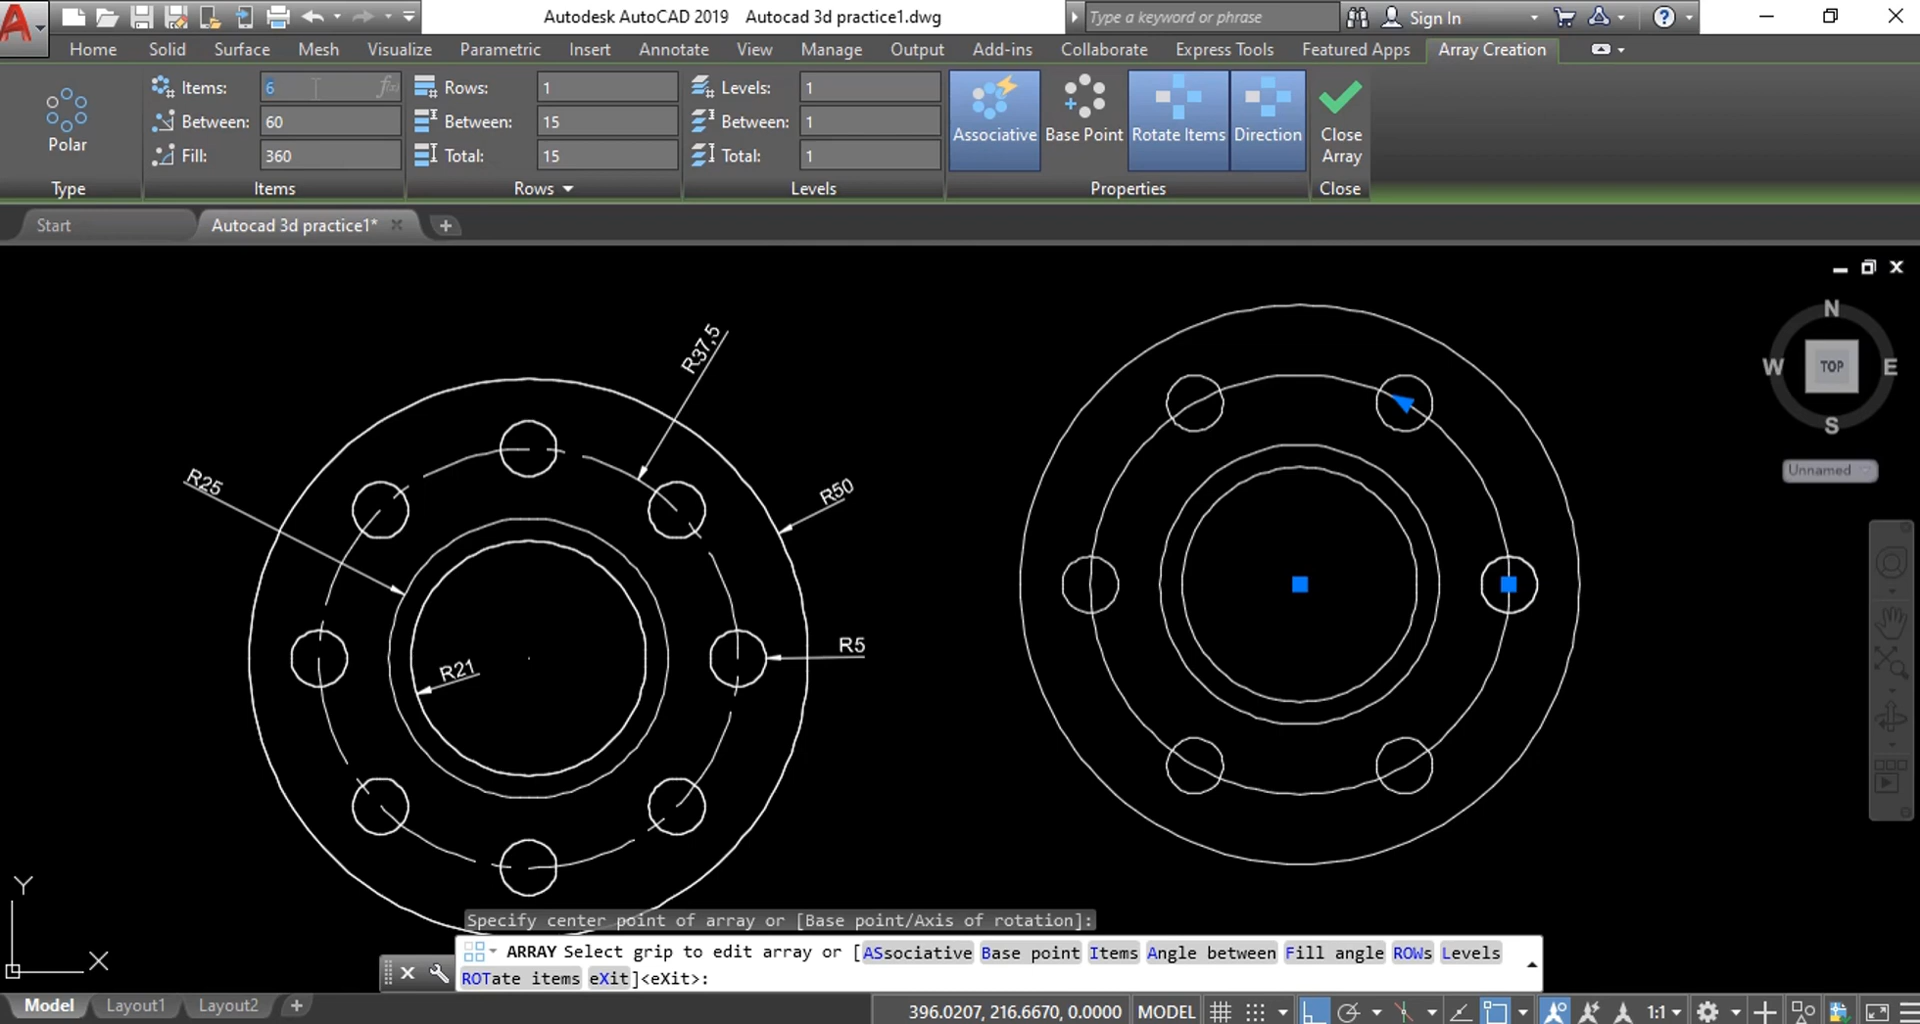 Autodesk AutoCAD 2019 Autocad 3d practice1.dwg
Type a keyword or phrase
Sign In
Home Solid Surface Mesh Visualize Parametric Insert Annotate View Manage Output Add-ins Collaborate Express Tools Featured Apps Array Creation
Items: 6 Rows: 1 Levels: 1
Between: 60 Between: 15 Between: 1
Fill: 360 Total: 15 Total: 1
Polar
Associative Base Point Rotate Items Direction Close Array
Type Items Rows Levels Properties Close
Start Autocad 3d practice1*
N
W TOP E
S
Unnamed
R37,5
R50
R25
R5
R21
Y
X
Specify center point of array or [Base point/Axis of rotation]:
ARRAY Select grip to edit array or [ASsociative Base point Items Angle between Fill angle ROWs Levels
ROTate items eXit]<eXit>:
Model Layout1 Layout2
396.0207, 216.6670, 0.0000 MODEL 1:1